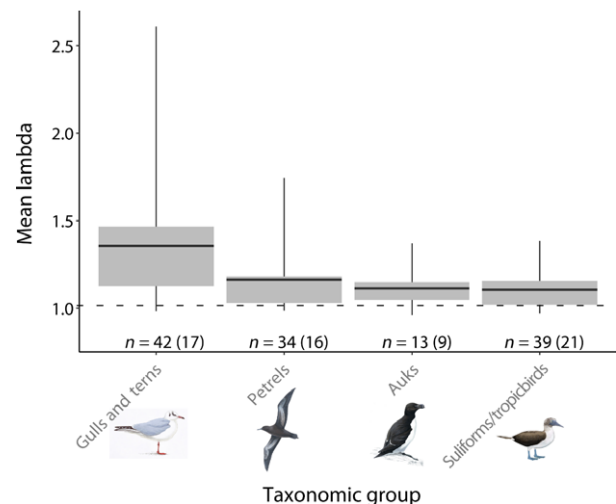 Mean lambda
2.5
2.0
1.5
1.0
n = 42 (17) n = 34 (16) n = 13 (9) n = 39 (21)
Gulls and terns
Petrels
Auks
Suliforms/tropicbirds
Taxonomic group